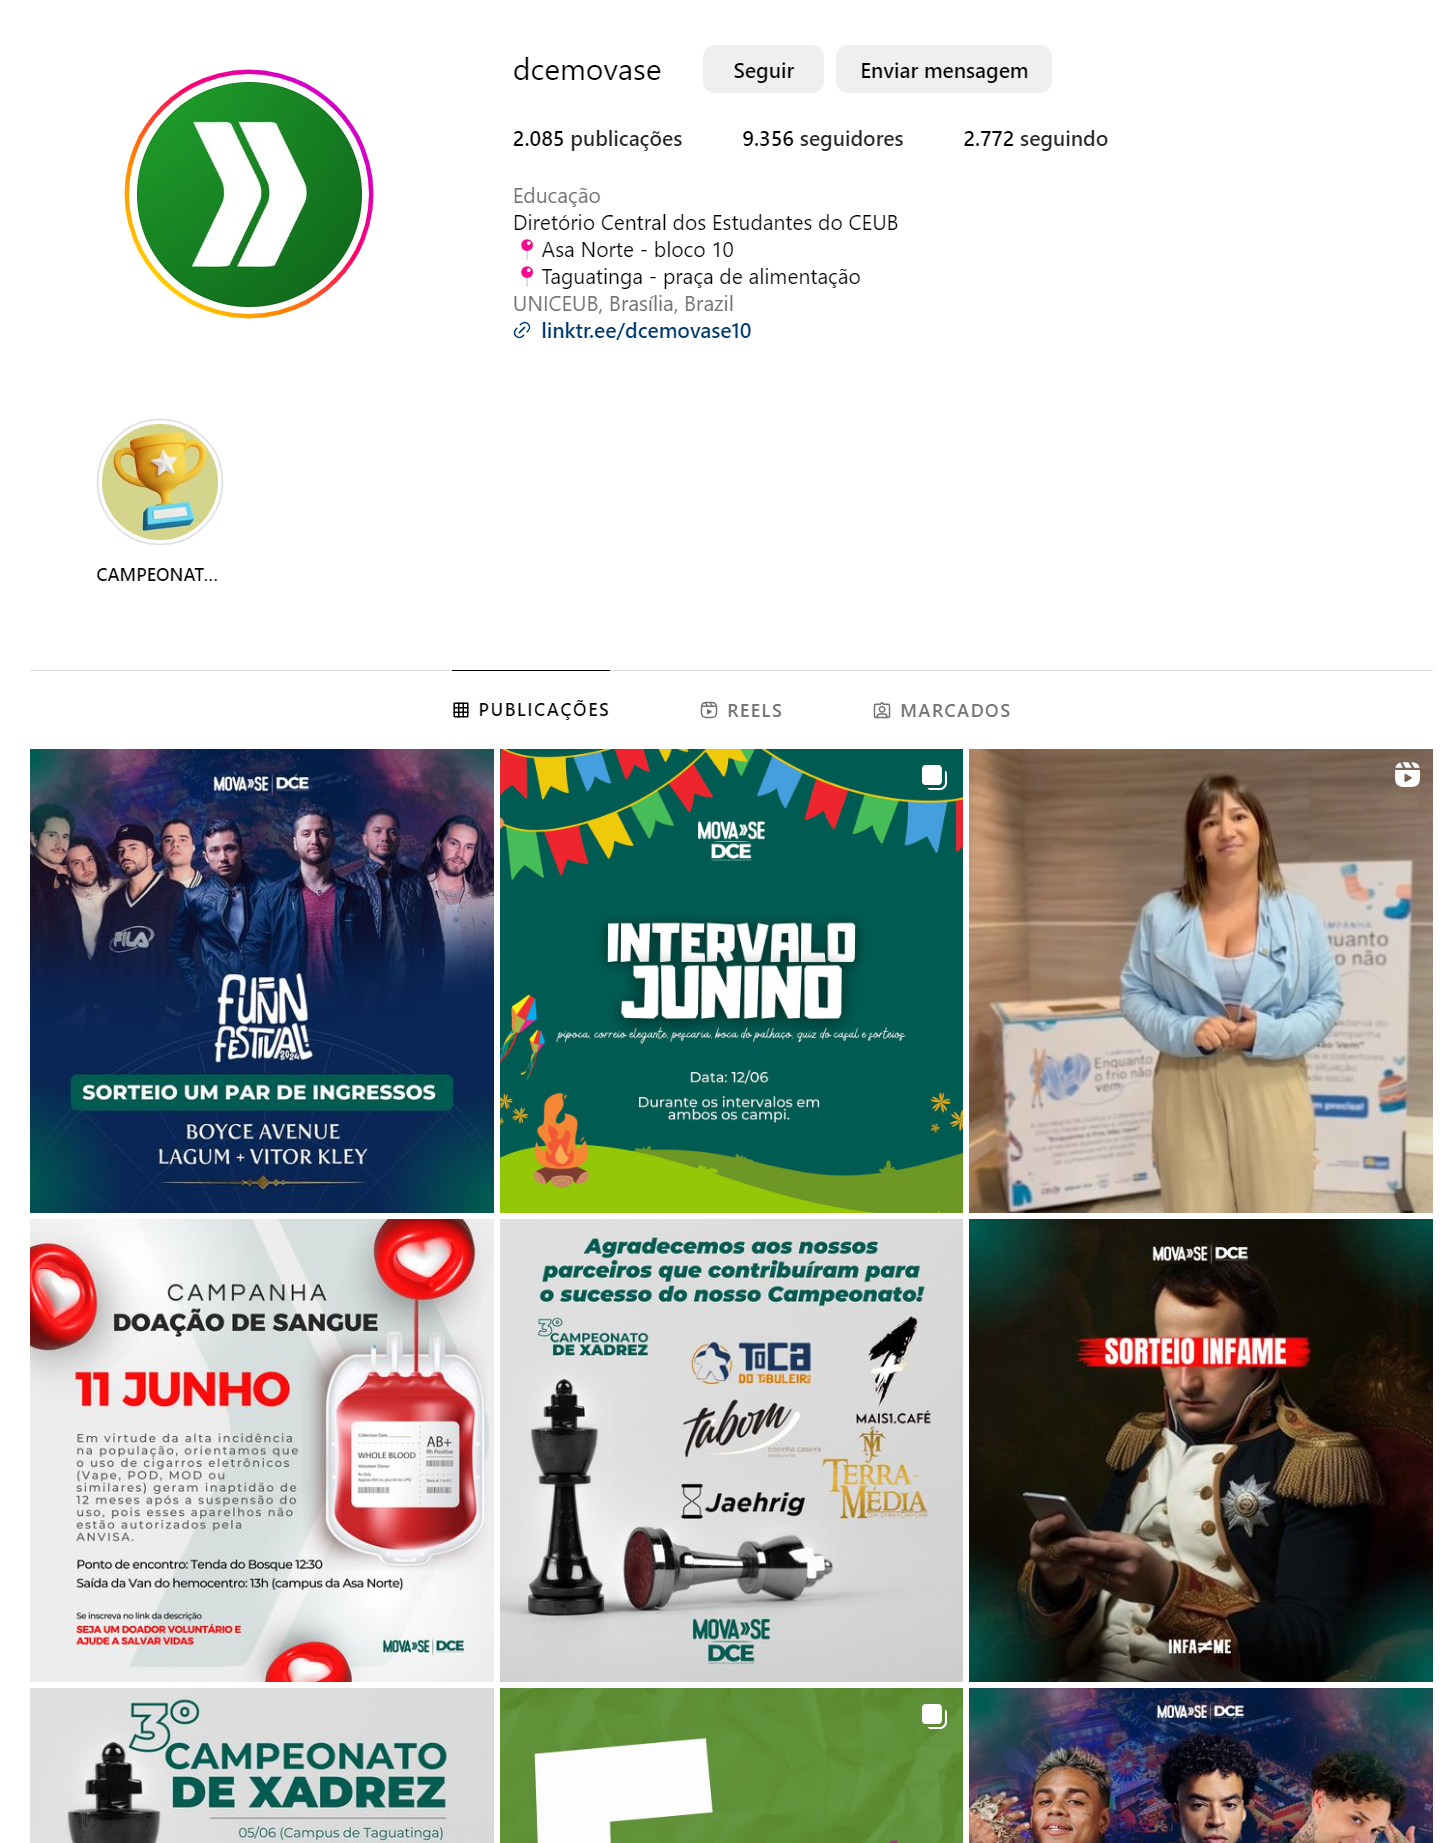 dcemovase
Seguir
Enviar mensagem
2.085 publicações
9.356 seguidores
2.772 seguindo
Educação
Diretório Central dos Estudantes do CEUB
Asa Norte - bloco 10
Taguatinga - praça de alimentação
UNICEUB, Brasília, Brazil
linktr.ee/dcemovase10
CAMPEONAT...
PUBLICAÇÕES
REELS
MARCADOS
MOVA»SE DCE
FILA
FUNN
FESTIVAL!
2024
SORTEIO UM PAR DE INGRESSOS
BOYCE AVENUE
LAGUM + VITOR KLEY
MOVA»SE
DCE
INTERVALO
JUNINO
pipoca, correio elegante, pescaria, boca do palhaço, quiz do casal e sorteios
Data: 12/06
Durante os intervalos em
ambos os campi.
Enquanto
o frio não
vem
CAMPANHA
DOAÇÃO DE SANGUE
11 JUNHO
Em virtude da alta incidência
na população, orientamos que
o uso de cigarros eletrônicos
(Vape, POD, MOD ou
similares) geram inaptidão de
12 meses após a suspensão do
uso, pois esses aparelhos não
estão autorizados pela
ANVISA.
Ponto de encontro: Tenda do Bosque 12:30
Saída da Van do hemocentro: 13h (campus da Asa Norte)
Se inscreva no link da descrição
SEJA UM DOADOR VOLUNTÁRIO E
AJUDE A SALVAR VIDAS
AB+
Rh Positive
WHOLE BLOOD
MOVA»SE DCE
Agradecemos aos nossos
parceiros que contribuíram para
o sucesso do nosso Campeonato!
3º
CAMPEONATO
DE XADREZ
TOCA
DO TABULEIRO
MAIS1.CAFÉ
tabom
cozinha caseira
TERRA-
MÉDIA
Jaehrig
MOVA»SE
DCE
MOVA»SE DCE
SORTEIO INFAME
INFA≠ME
3º
CAMPEONATO
DE XADREZ
05/06 (Campus de Taguatinga)
MOVA»SE DCE